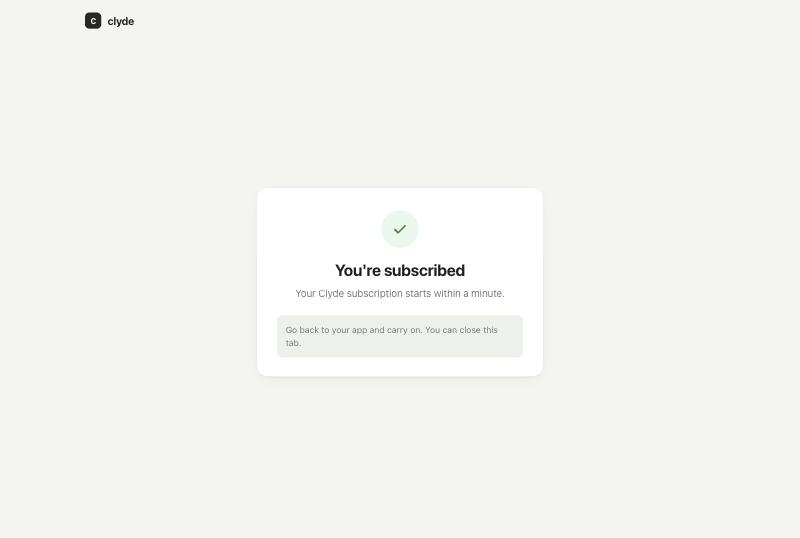 C clyde
You're subscribed
Your Clyde subscription starts within a minute.
Go back to your app and carry on. You can close this
tab.